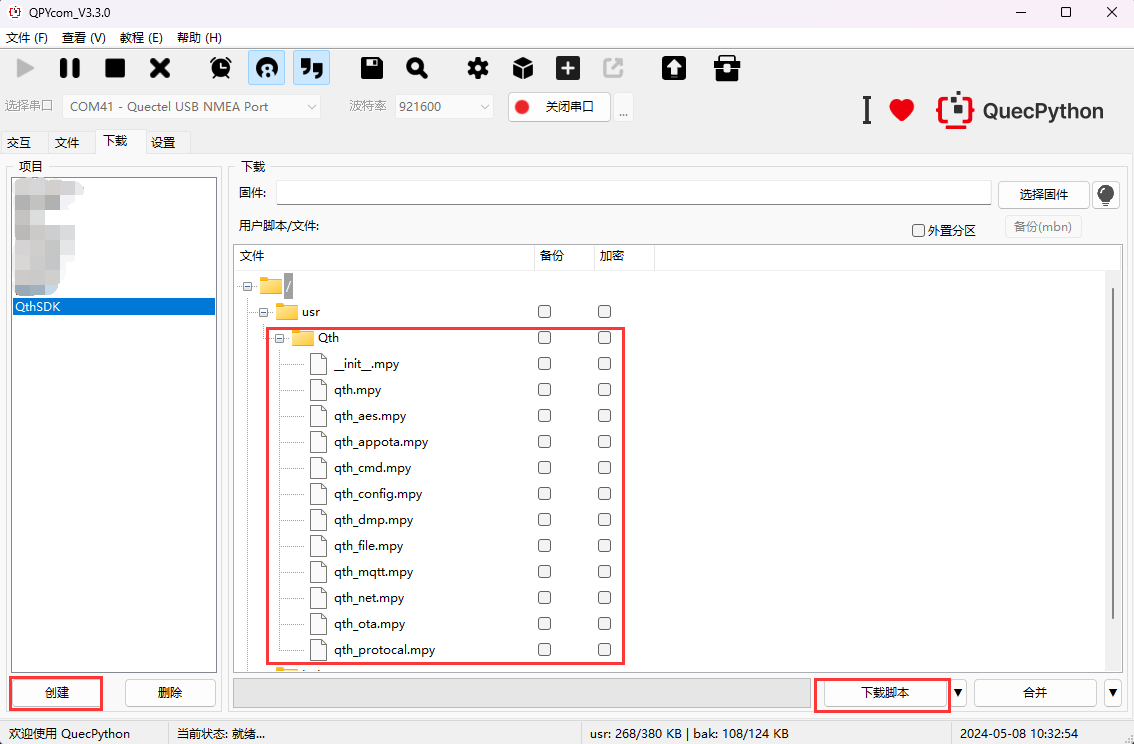 QPYcom_V3.3.0
文件 (F) 查看 (V) 教程 (E) 帮助 (H)
选择串口 COM41 - Quectel USB NMEA Port 波特率 921600 关闭串口 ...
I QuecPython
交互 文件 下载 设置
项目
QthSDK
创建 删除
下载
固件: 选择固件
用户脚本/文件: 外置分区 备份(mbn)
文件 备份 加密
/
usr
Qth
__init__.mpy
qth.mpy
qth_aes.mpy
qth_appota.mpy
qth_cmd.mpy
qth_config.mpy
qth_dmp.mpy
qth_file.mpy
qth_mqtt.mpy
qth_net.mpy
qth_ota.mpy
qth_protocal.mpy
下载脚本 合并
欢迎使用 QuecPython 当前状态: 就绪... usr: 268/380 KB | bak: 108/124 KB 2024-05-08 10:32:54